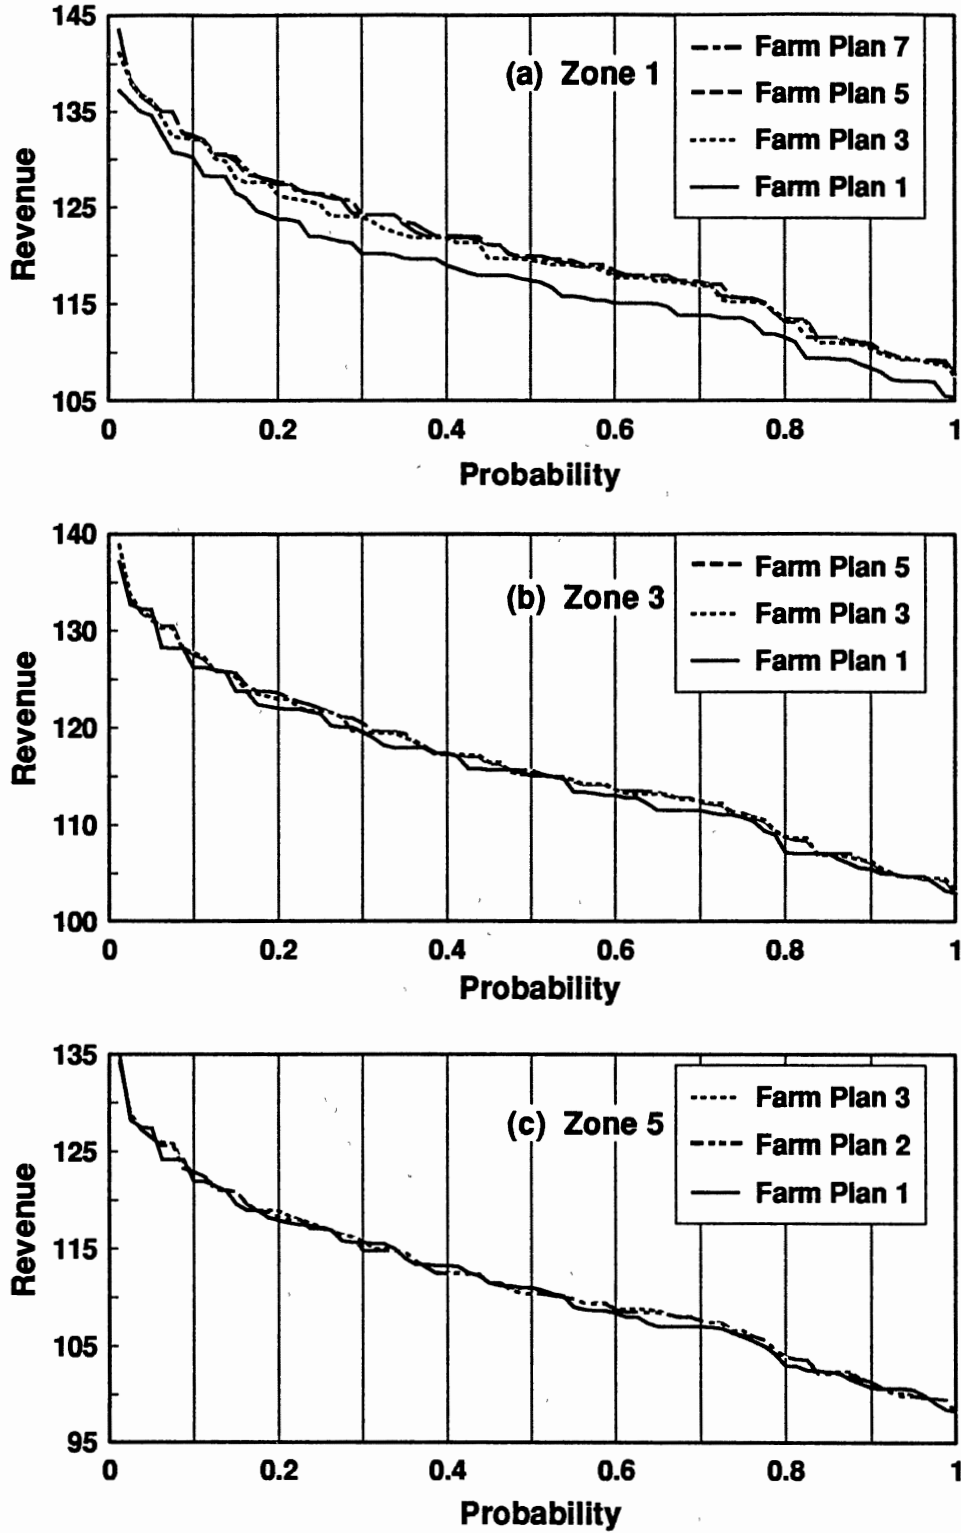 145
135
125
115
105
Revenue
(a) Zone 1
Farm Plan 7
Farm Plan 5
Farm Plan 3
Farm Plan 1
0 0.2 0.4 0.6 0.8 1
Probability
140
130
120
110
100
Revenue
(b) Zone 3
Farm Plan 5
Farm Plan 3
Farm Plan 1
0 0.2 0.4 0.6 0.8 1
Probability
135
125
115
105
95
Revenue
(c) Zone 5
Farm Plan 3
Farm Plan 2
Farm Plan 1
0 0.2 0.4 0.6 0.8 1
Probability